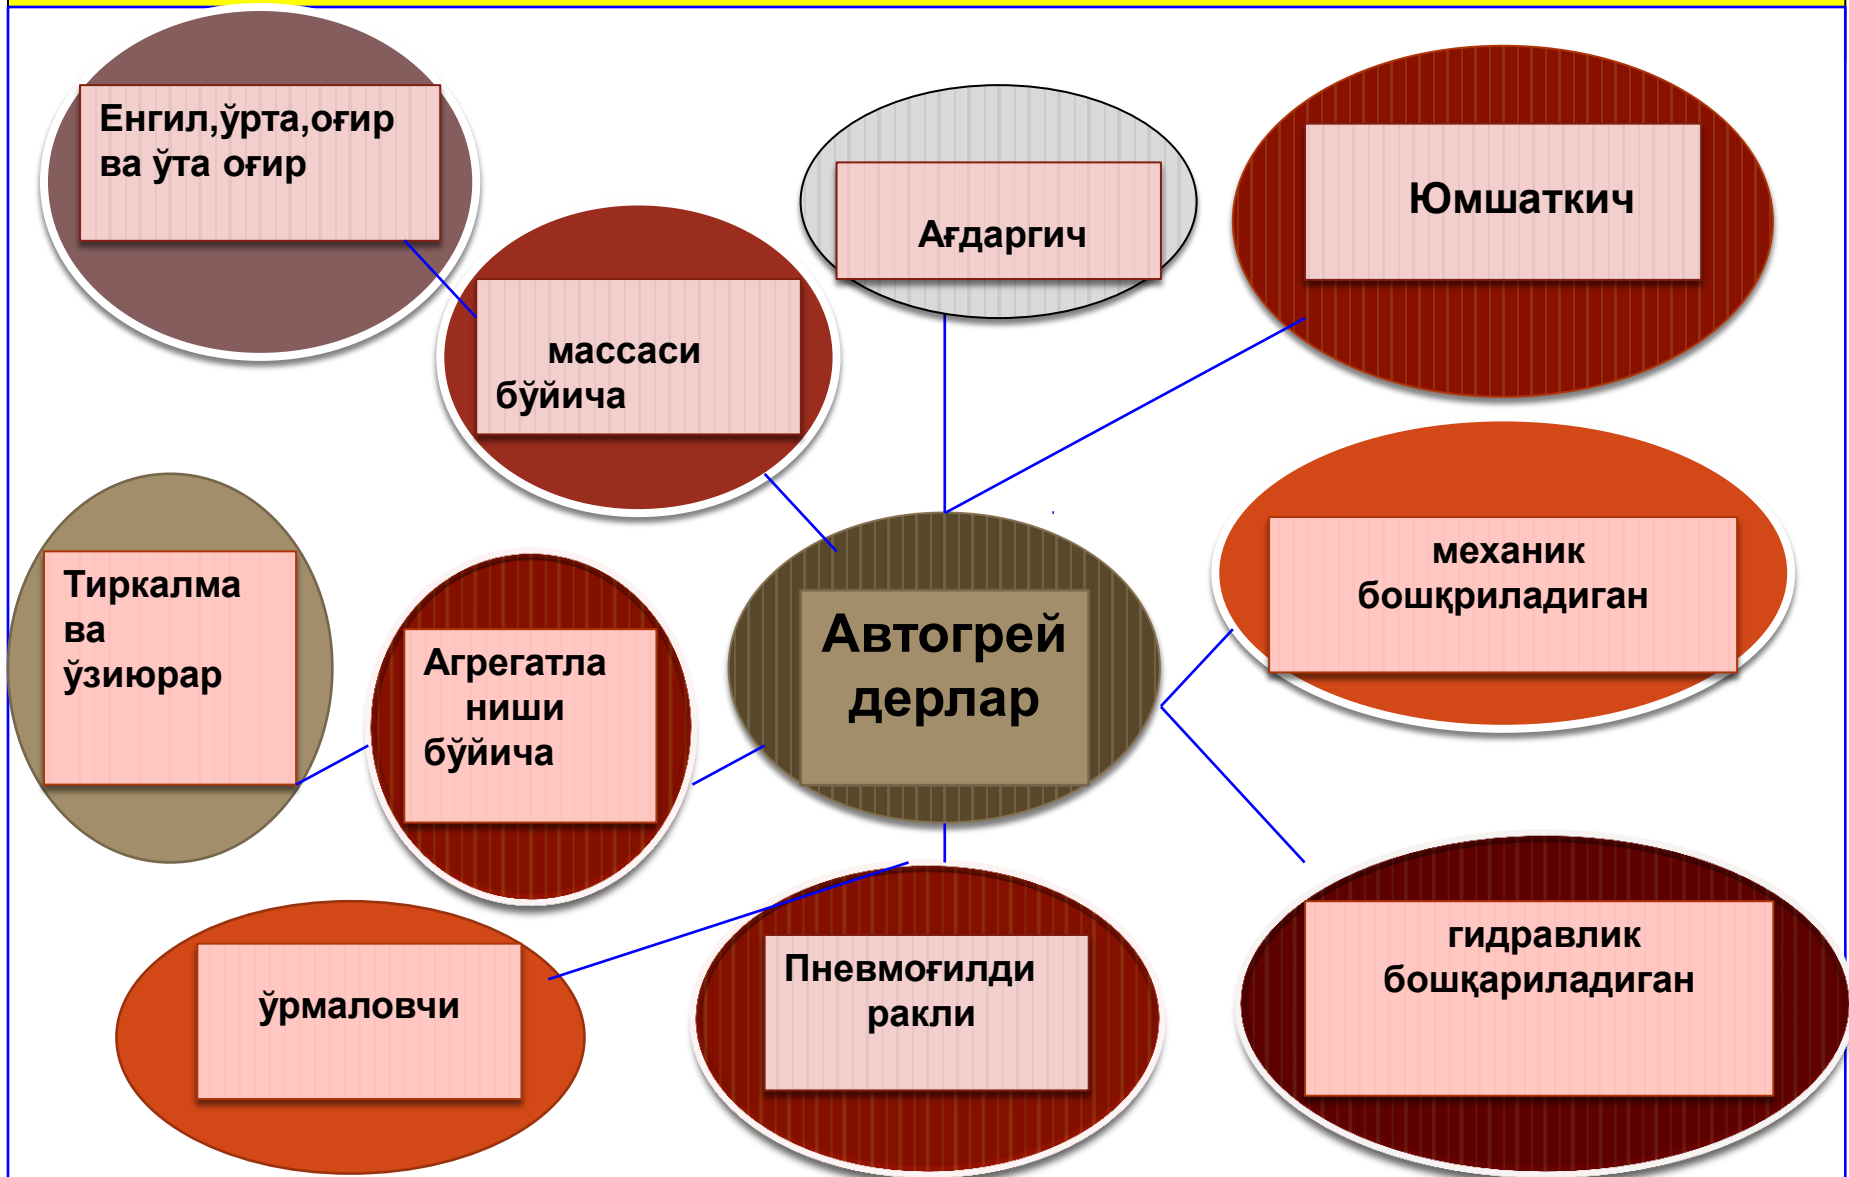 Енгил,ўрта,оғир
ва ўта оғир
Ағдаргич
Юмшаткич
массаси
бўйича
механик
бошқриладиган
Тиркалма
ва
ўзиюрар
Агрегатла
ниши
бўйича
Автогрей
дерлар
ўрмаловчи
Пневмоғилди
ракли
гидравлик
бошқариладиган